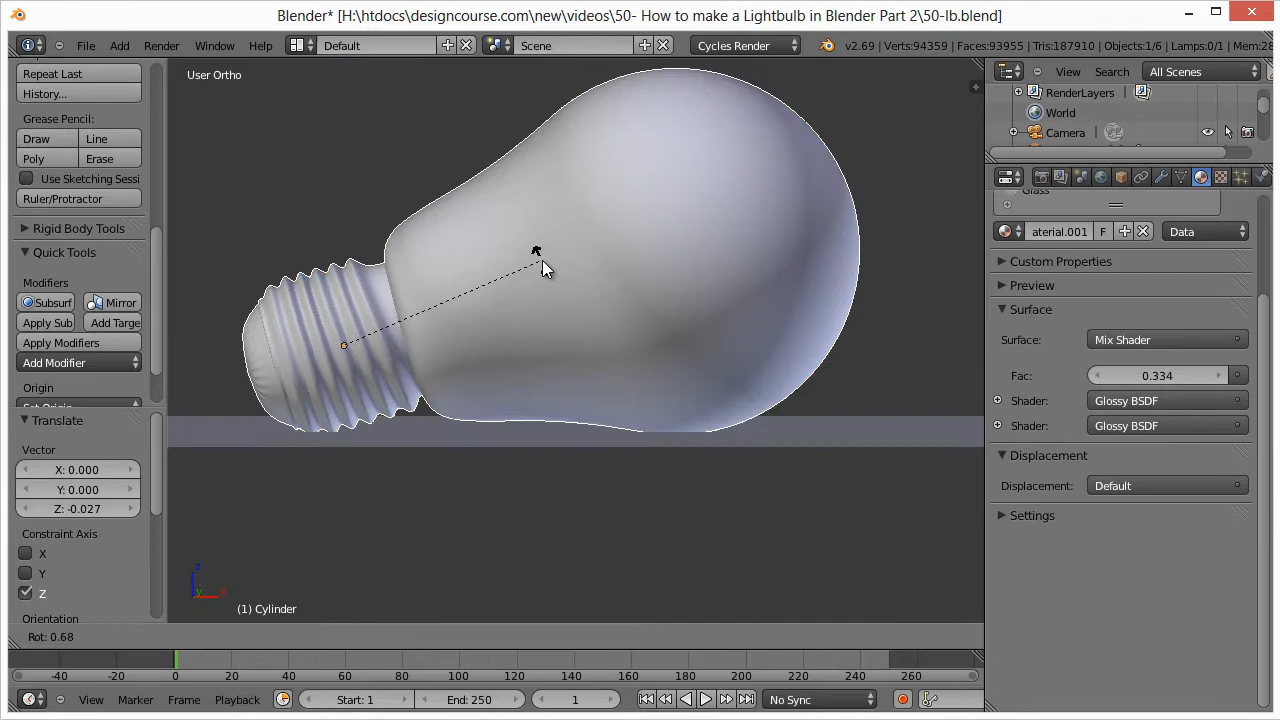 Blender* [H:\htdocs\designcourse.com\new\videos\50- How to make a Lightbulb in Blender Part 2\50-lb.blend]
File Add Render Window Help Default Scene Cycles Render v2.69 | Verts:94359 | Faces:93955 | Tris:187910 | Objects:1/6 | Lamps:0/1 | Mem:28
Repeat Last
History...
Grease Pencil:
Draw Line
Poly Erase
Use Sketching Sessi
Ruler/Protractor
Rigid Body Tools
Quick Tools
Modifiers
Subsurf Mirror
Apply Sub Add Targe
Apply Modifiers
Add Modifier
Origin
Translate
Vector
X: 0.000
Y: 0.000
Z: -0.027
Constraint Axis
X
Y
Z
Orientation
User Ortho
z
y
x
(1) Cylinder
Rot: 0.68
View Search All Scenes
RenderLayers
World
Camera
Glass
aterial.001 F Data
Custom Properties
Preview
Surface
Surface: Mix Shader
Fac: 0.334
Shader: Glossy BSDF
Shader: Glossy BSDF
Displacement
Displacement: Default
Settings
-40 -20 0 20 40 60 80 100 120 140 160 180 200 220 240 260
View Marker Frame Playback Start: 1 End: 250 1 No Sync